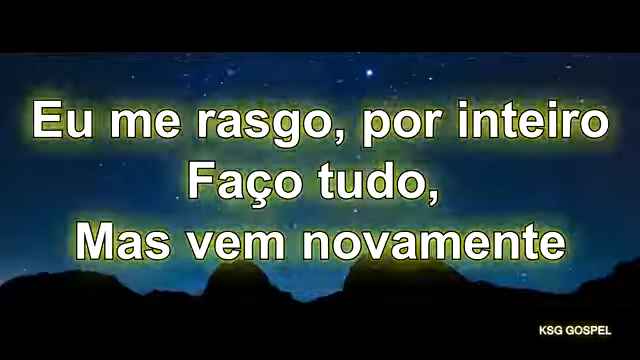 Eu me rasgo, por inteiro
Faço tudo,
Mas vem novamente
KSG GOSPEL